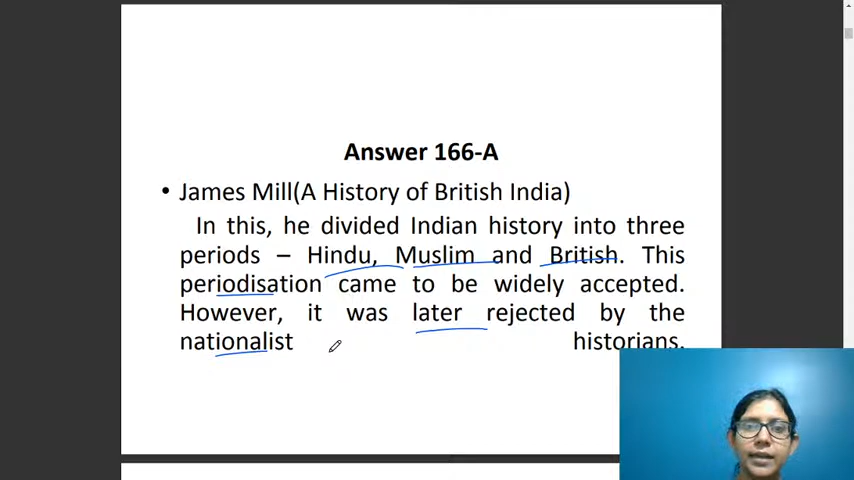 Answer 166-A
• James Mill(A History of British India)
In this, he divided Indian history into three
periods – Hindu, Muslim and British. This
periodisation came to be widely accepted.
However, it was later rejected by the
nationalist historians.